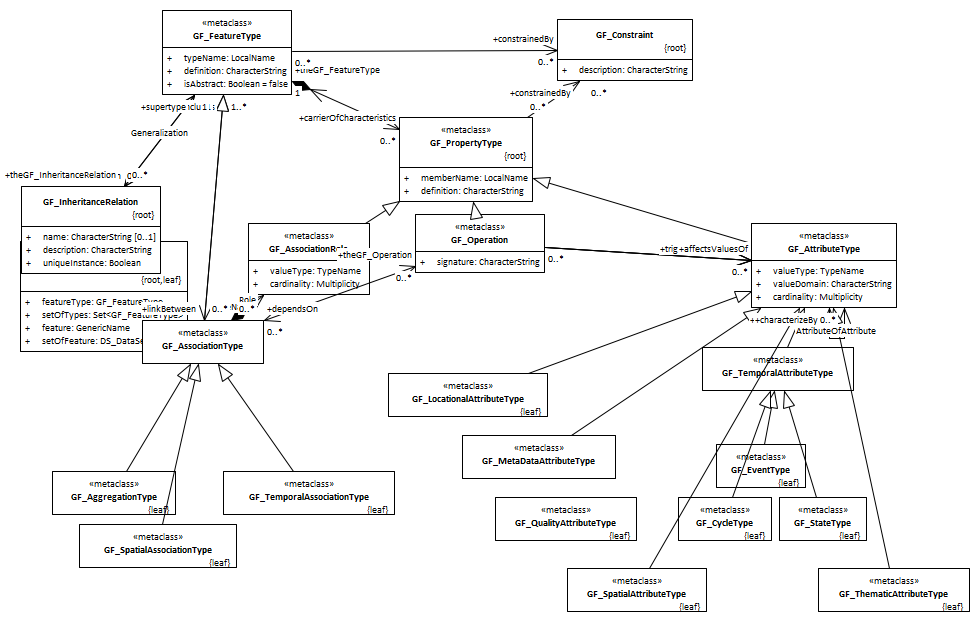 «metaclass»
GF_FeatureType
+ typeName: LocalName
+ definition: CharacterString
+ isAbstract: Boolean = false
GF_Constraint
{root}
+ description: CharacterString
+constrainedBy
0..*
0..*
+theGF_FeatureType
1
+constrainedBy
0..*
0..*
+carrierOfCharacteristics
0..*
«metaclass»
GF_PropertyType
{root}
+ memberName: LocalName
+ definition: CharacterString
+supertype
1..*
Generalization
+theGF_InheritanceRelation
0..*
GF_InheritanceRelation
{root}
+ name: CharacterString [0..1]
+ description: CharacterString
+ uniqueInstance: Boolean
{root,leaf}
+ featureType: GF_FeatureType
+ setOfTypes: Set<GF_FeatureType>
+ feature: GenericName
+ setOfFeature:
«metaclass»
+ valueType: TypeName
+ cardinality: Multiplicity
+theGF_Operation
0..*
«metaclass»
GF_Operation
+ signature: CharacterString
0..*
+affectsValuesOf
0..*
«metaclass»
GF_AttributeType
+ valueType: TypeName
+ valueDomain: CharacterString
+ cardinality: Multiplicity
+linkBetween
0..*
0..*
+dependsOn
0..*
«metaclass»
GF_AssociationType
+characterizeBy 0..*
AttributeOfAttribute
«metaclass»
GF_TemporalAttributeType
«metaclass»
GF_LocationalAttributeType
{leaf}
«metaclass»
GF_MetaDataAttributeType
«metaclass»
GF_EventType
{leaf}
«metaclass»
GF_AggregationType
{leaf}
«metaclass»
GF_TemporalAssociationType
{leaf}
«metaclass»
GF_QualityAttributeType
{leaf}
«metaclass»
GF_CycleType
{leaf}
«metaclass»
GF_StateType
{leaf}
«metaclass»
GF_SpatialAssociationType
{leaf}
«metaclass»
GF_SpatialAttributeType
{leaf}
«metaclass»
GF_ThematicAttributeType
{leaf}